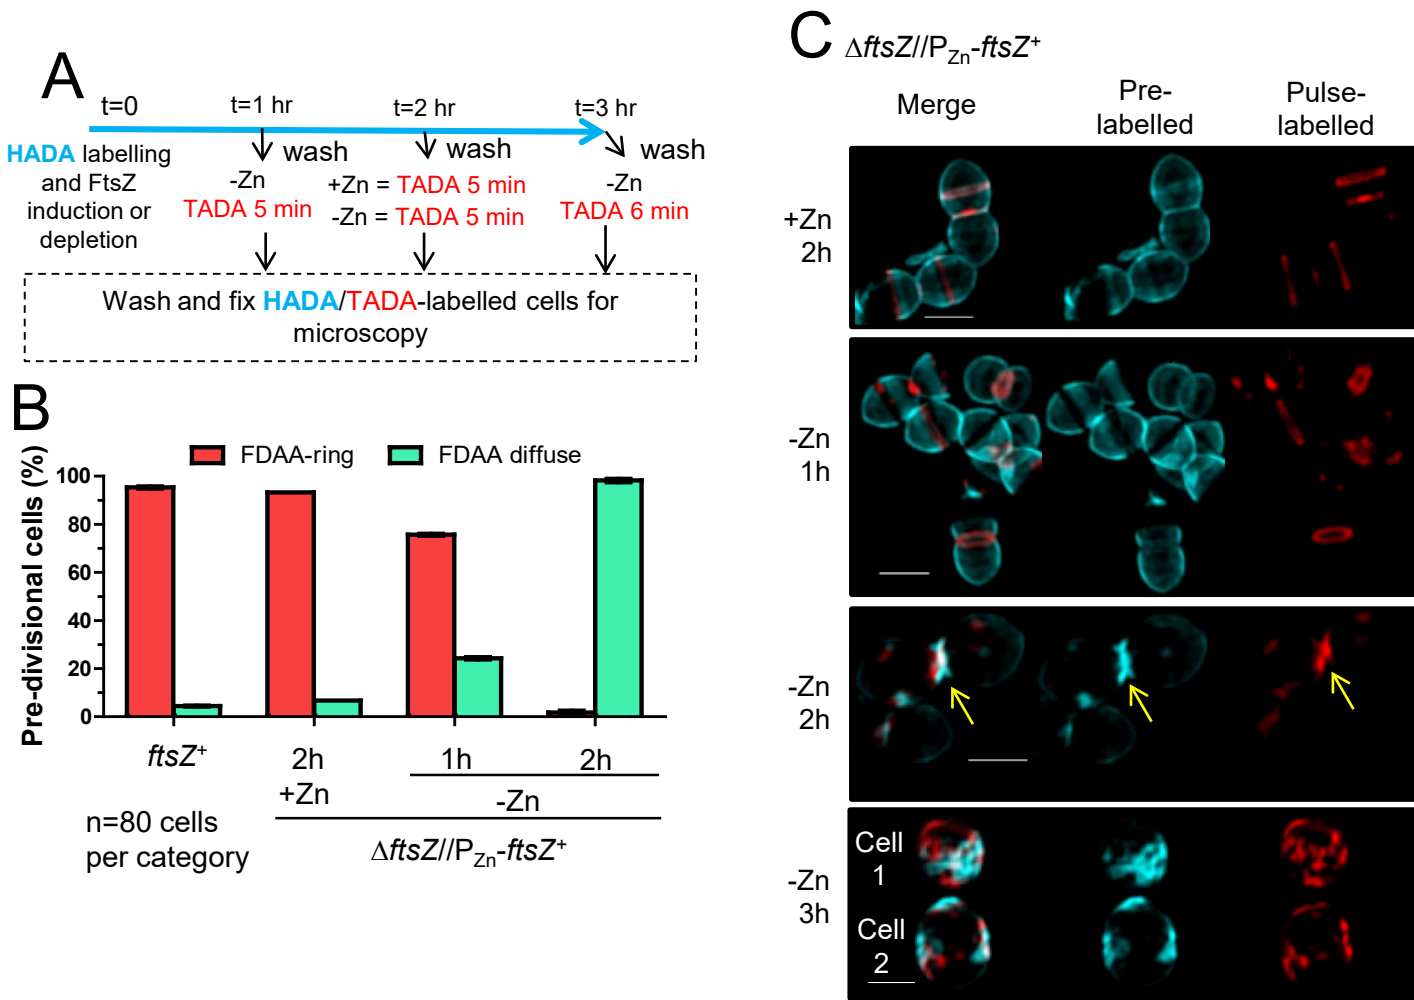 A
t=0
t=1 hr
t=2 hr
t=3 hr
HADA labelling
and FtsZ
induction or
depletion
wash
-Zn
TADA 5 min
wash
+Zn = TADA 5 min
-Zn = TADA 5 min
wash
-Zn
TADA 6 min
Wash and fix HADA/TADA-labelled cells for
microscopy
B
FDAA-ring
FDAA diffuse
Pre-divisional cells (%)
100
80
60
40
20
0
ftsZ⁺
2h
1h
2h
+Zn
-Zn
n=80 cells
per category
ΔftsZ//P_Zn-ftsZ⁺
C
ΔftsZ//P_Zn-ftsZ⁺
Merge
Pre-
labelled
Pulse-
labelled
+Zn
2h
-Zn
1h
-Zn
2h
-Zn
3h
Cell
1
Cell
2